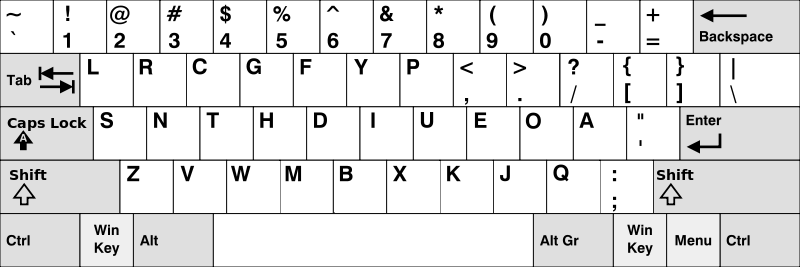 ~ ! @ # $ % ^ & * ( ) _ +
` 1 2 3 4 5 6 7 8 9 0 - = Backspace
Tab L R C G F Y P < > ? { } |
, . / [ ] \
Caps Lock S N T H D I U E O A " Enter
A '
Shift Z V W M B X K J Q : Shift
;
Ctrl Win Key Alt Alt Gr Win Key Menu Ctrl